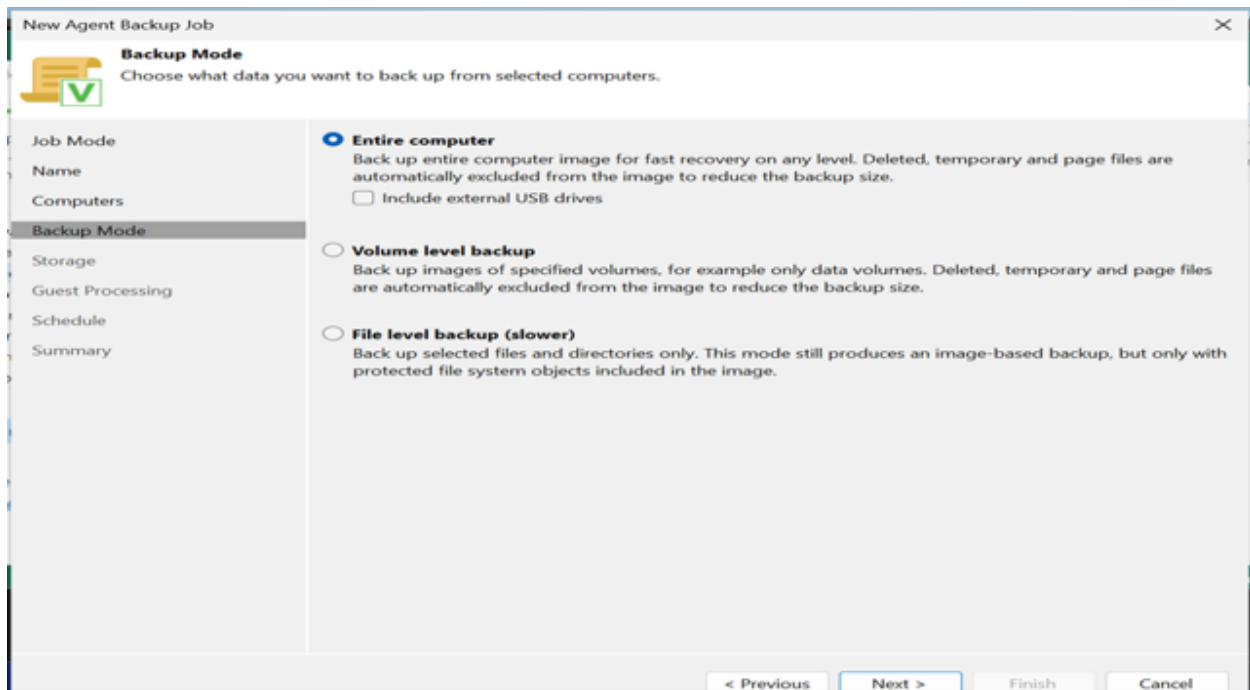 New Agent Backup Job
Backup Mode
Choose what data you want to back up from selected computers.
Job Mode
Name
Computers
Backup Mode
Storage
Guest Processing
Schedule
Summary
Entire computer
Back up entire computer image for fast recovery on any level. Deleted, temporary and page files are
automatically excluded from the image to reduce the backup size.
Include external USB drives
Volume level backup
Back up images of specified volumes, for example only data volumes. Deleted, temporary and page files
are automatically excluded from the image to reduce the backup size.
File level backup (slower)
Back up selected files and directories only. This mode still produces an image-based backup, but only with
protected file system objects included in the image.
< Previous
Next >
Finish
Cancel